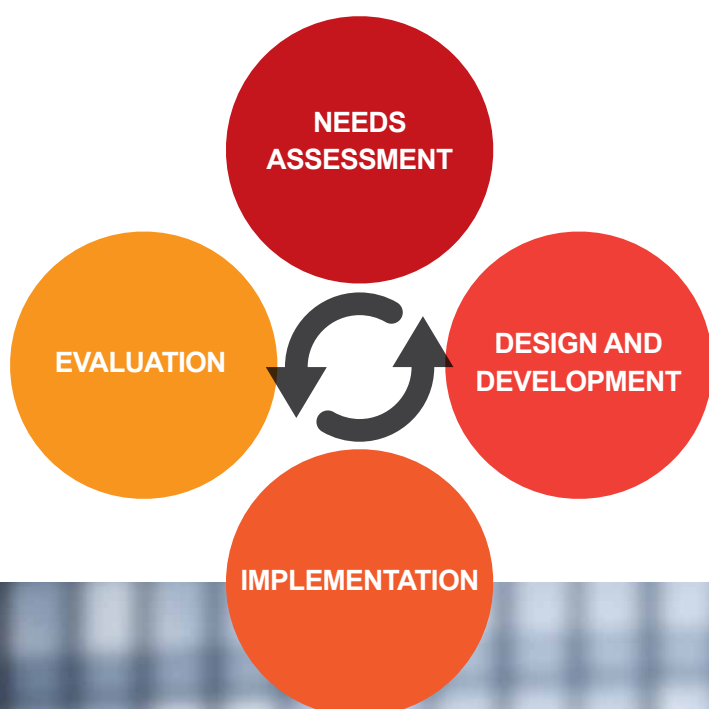 NEEDS
ASSESSMENT
EVALUATION
DESIGN AND
DEVELOPMENT
IMPLEMENTATION